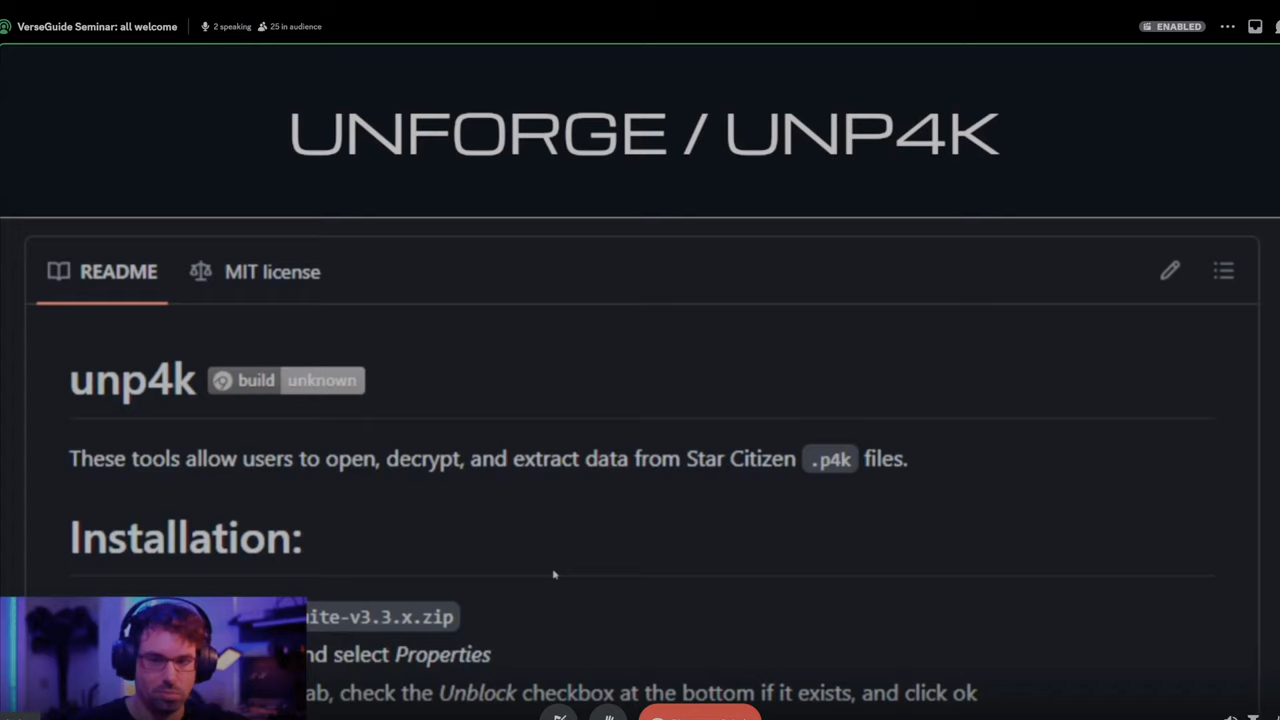 VerseGuide Seminar: all welcome
2 speaking
25 in audience
ENABLED
UNFORGE / UNP4K
README
MIT license
unp4k
build unknown
These tools allow users to open, decrypt, and extract data from Star Citizen .p4k files.
Installation:
ite-v3.3.x.zip
nd select Properties
ab, check the Unblock checkbox at the bottom if it exists, and click ok